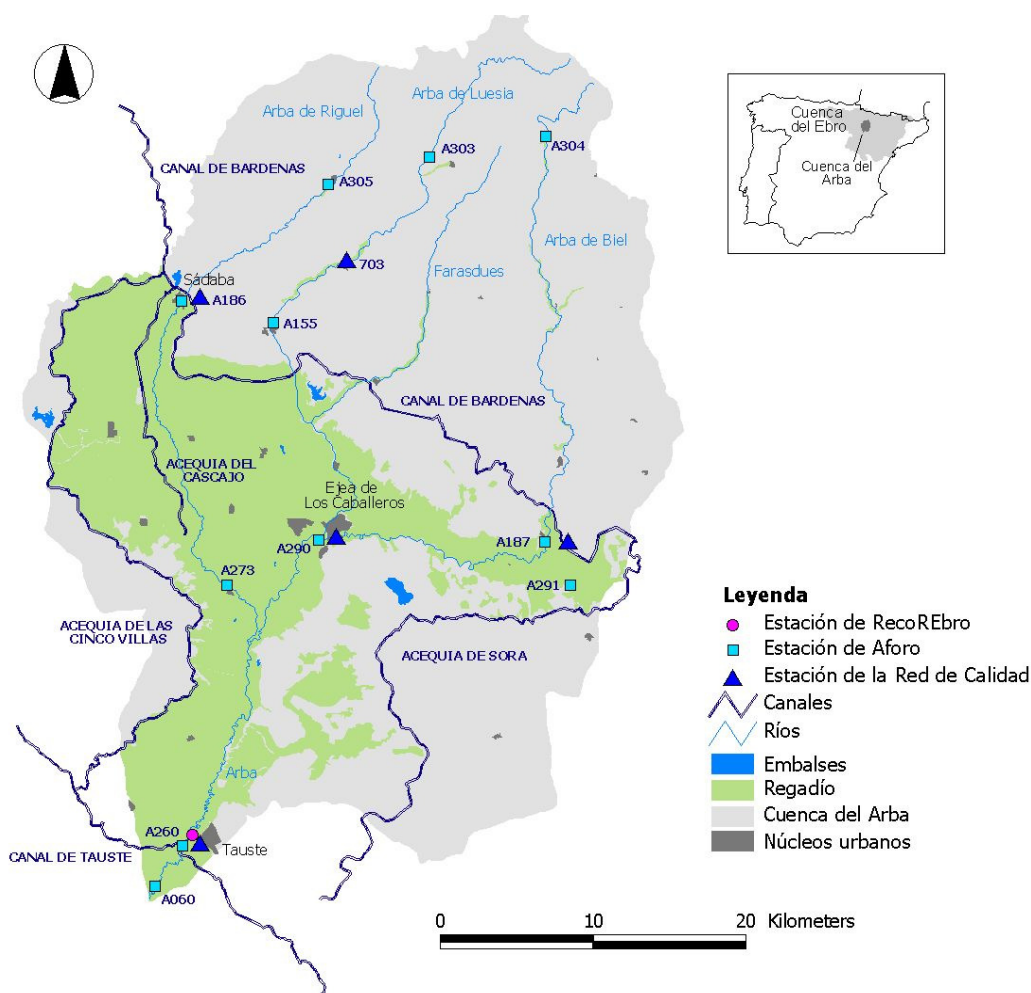 Arba de Luesia
Arba de Riguel
A303
A304
CANAL DE BARDENAS
A305
Arba de Biel
703
Farasdues
Sádaba
A186
A155
CANAL DE BARDENAS
ACEQUIA DEL
CASCAJO
Ejea de
Los Caballeros
A290
A187
A273
A291
ACEQUIA DE LAS
CINCO VILLAS
ACEQUIA DE SORA
Arba
A260
CANAL DE TAUSTE
Tauste
A060
Cuenca
del Ebro
Cuenca del
Arba
Leyenda
Estación de RecoREbro
Estación de Aforo
Estación de la Red de Calidad
Canales
Ríos
Embalses
Regadío
Cuenca del Arba
Núcleos urbanos
0 10 20 Kilometers